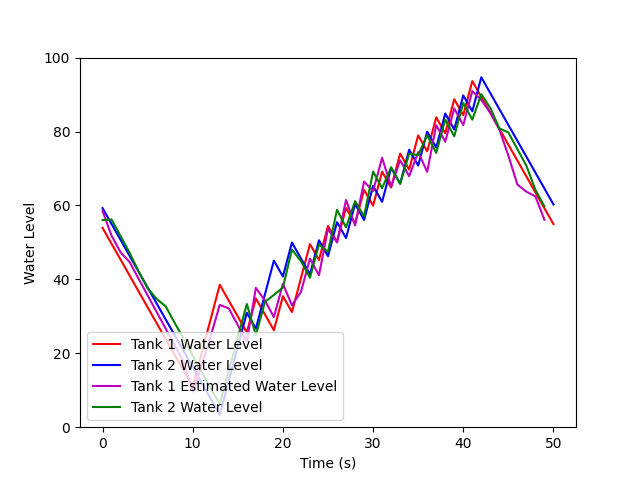 100
80
60
40
20
0
Water Level
Tank 1 Water Level
Tank 2 Water Level
Tank 1 Estimated Water Level
Tank 2 Water Level
0 10 20 30 40 50
Time (s)